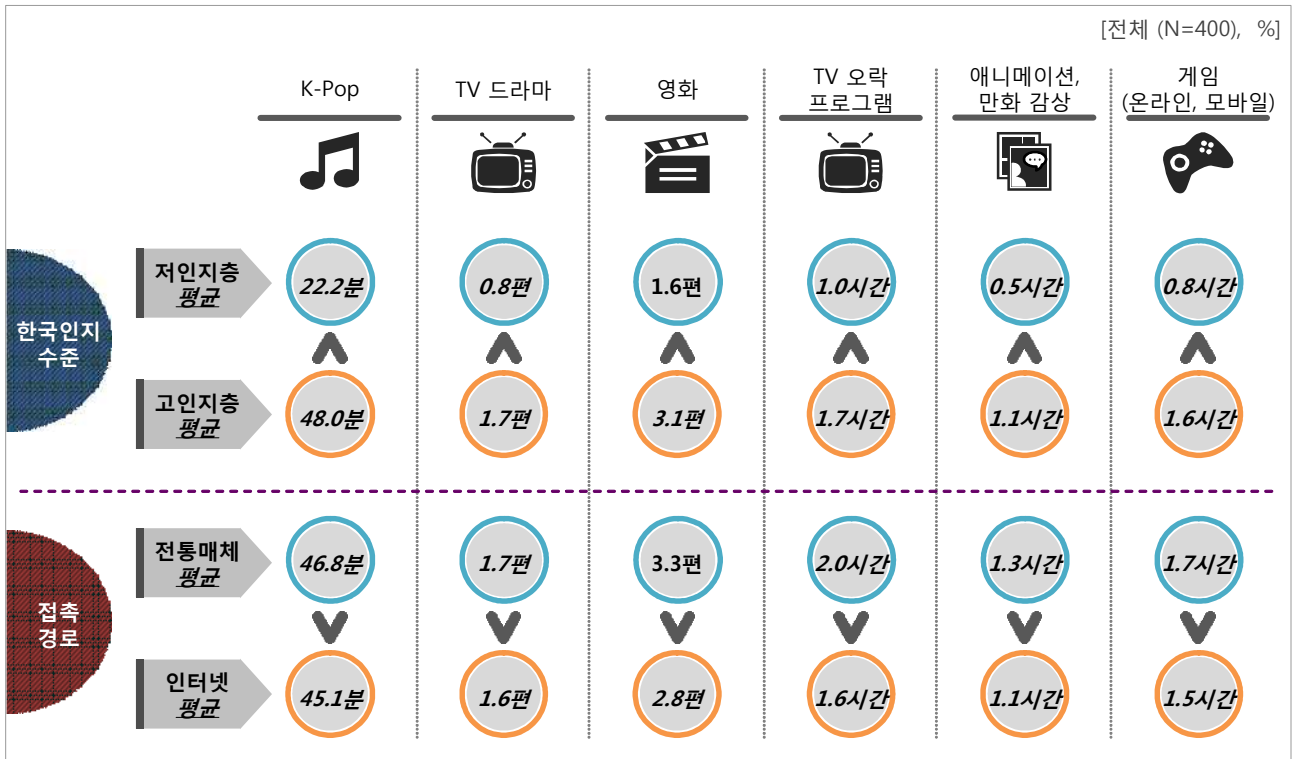 [전체 (N=400), %]
K-Pop
TV 드라마
영화
TV 오락
프로그램
애니메이션,
만화 감상
게임
(온라인, 모바일)
한국인지
수준
저인지층
평균
22.2분
0.8편
1.6편
1.0시간
0.5시간
0.8시간
고인지층
평균
48.0분
1.7편
3.1편
1.7시간
1.1시간
1.6시간
접촉
경로
전통매체
평균
46.8분
1.7편
3.3편
2.0시간
1.3시간
1.7시간
인터넷
평균
45.1분
1.6편
2.8편
1.6시간
1.1시간
1.5시간